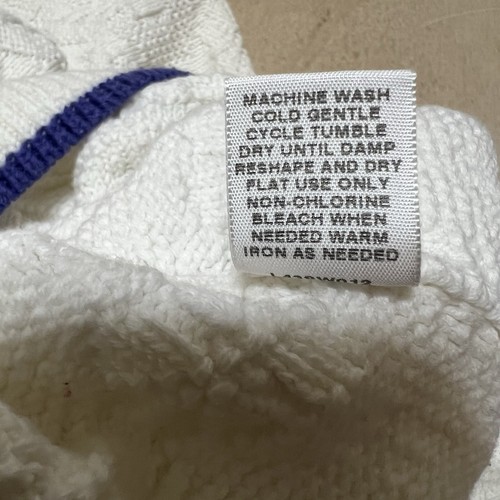 MACHINE WASH
COLD GENTLE
CYCLE TUMBLE
DRY UNTIL DAMP
RESHAPE AND DRY
FLAT USE ONLY
NON-CHLORINE
BLEACH WHEN
NEEDED WARM
IRON AS NEEDED